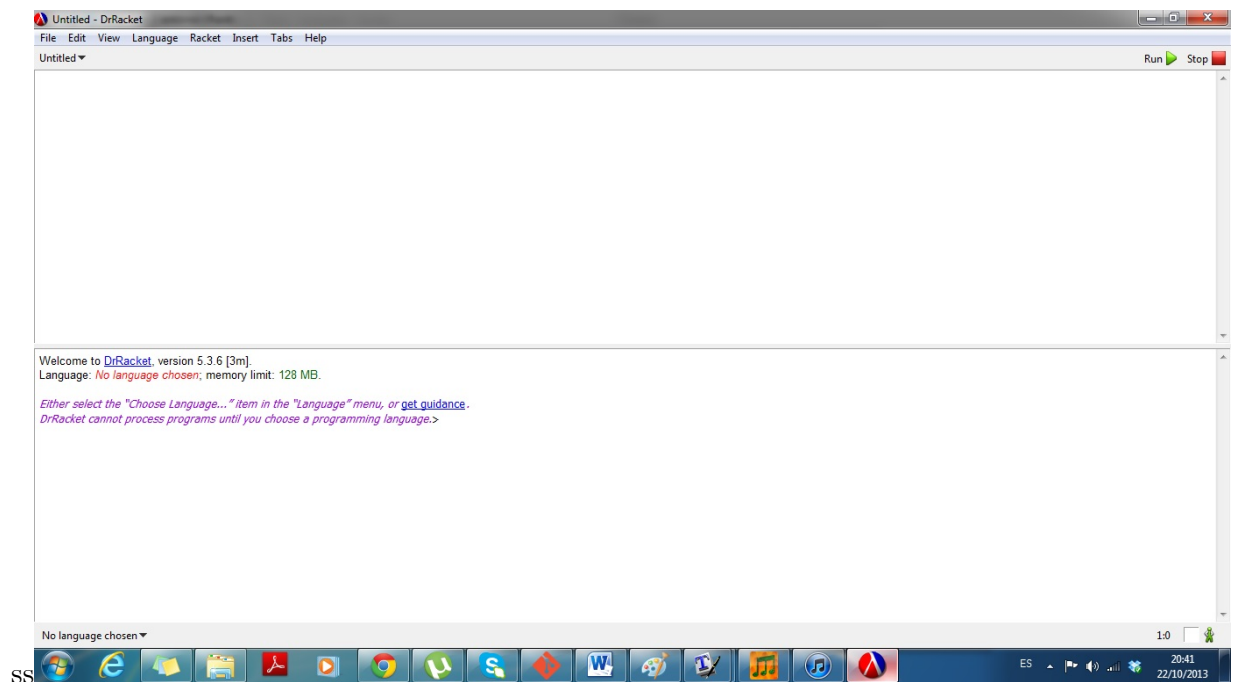 Untitled - DrRacket
File Edit View Language Racket Insert Tabs Help
Untitled
Run Stop
Welcome to DrRacket, version 5.3.6 [3m].
Language: No language chosen; memory limit: 128 MB.
Either select the "Choose Language..." item in the "Language" menu, or get guidance.
DrRacket cannot process programs until you choose a programming language.>
No language chosen
1:0
ss
ES
20:41
22/10/2013